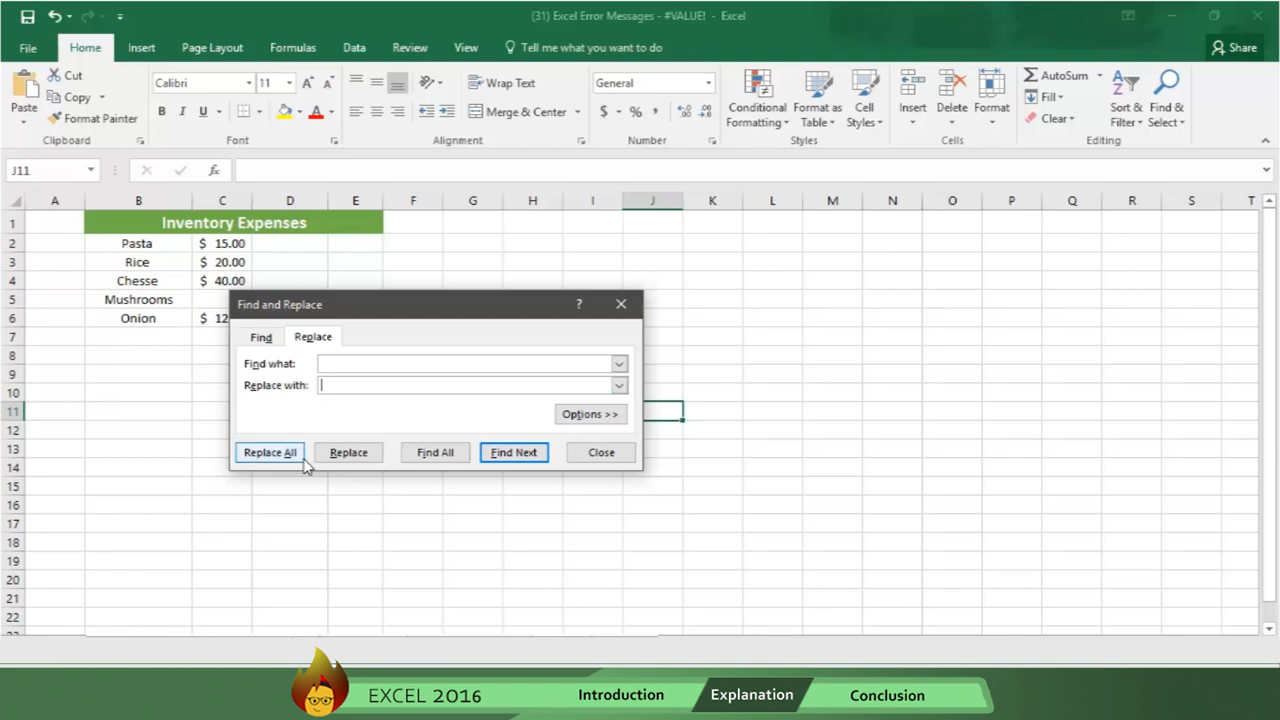 (31) Excel Error Messages - #VALUE! - Excel
File Home Insert Page Layout Formulas Data Review View Tell me what you want to do Share
Paste
Cut
Copy
Format Painter
Clipboard
Calibri 11
B I U
Font
Wrap Text
Merge & Center
Alignment
General
$ % ,
Number
Conditional Formatting
Format as Table
Cell Styles
Styles
Insert
Delete
Format
Cells
AutoSum
Fill
Clear
Sort & Filter
Find & Select
Editing
J11 fx
A B C D E F G H I J K L M N O P Q R S T
1 Inventory Expenses
2 Pasta $ 15.00
3 Rice $ 20.00
4 Chesse $ 40.00
5 Mushrooms
6 Onion $ 12
7
8
9
10
11
12
13
14
15
16
17
18
19
20
21
22
Find and Replace ?
Find Replace
Find what:
Replace with:
Options >>
Replace All Replace Find All Find Next Close
EXCEL 2016 Introduction Explanation Conclusion